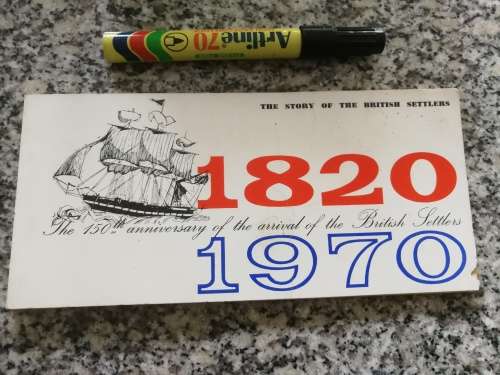 Artline 70
THE STORY OF THE BRITISH SETTLERS
1820
The 150th anniversary of the arrival of the British Settlers
1970